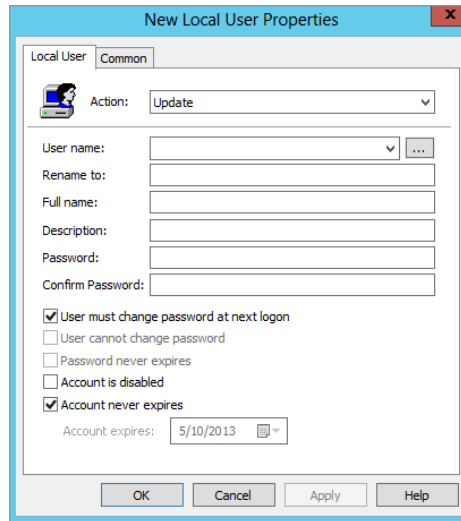 New Local User Properties
x
Local User Common
Action: Update
User name: ...
Rename to:
Full name:
Description:
Password:
Confirm Password:
User must change password at next logon
User cannot change password
Password never expires
Account is disabled
Account never expires
Account expires: 5/10/2013
OK Cancel Apply Help